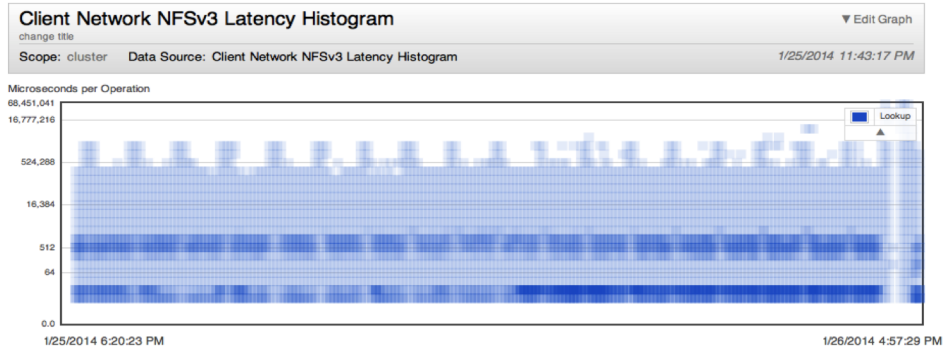 Client Network NFSv3 Latency Histogram
▼ Edit Graph
change title
Scope: cluster Data Source: Client Network NFSv3 Latency Histogram 1/25/2014 11:43:17 PM
Microseconds per Operation
68,451,041
16,777,216
Lookup
▲
524,288
16,384
512
64
0.0
1/25/2014 6:20:23 PM 1/26/2014 4:57:29 PM